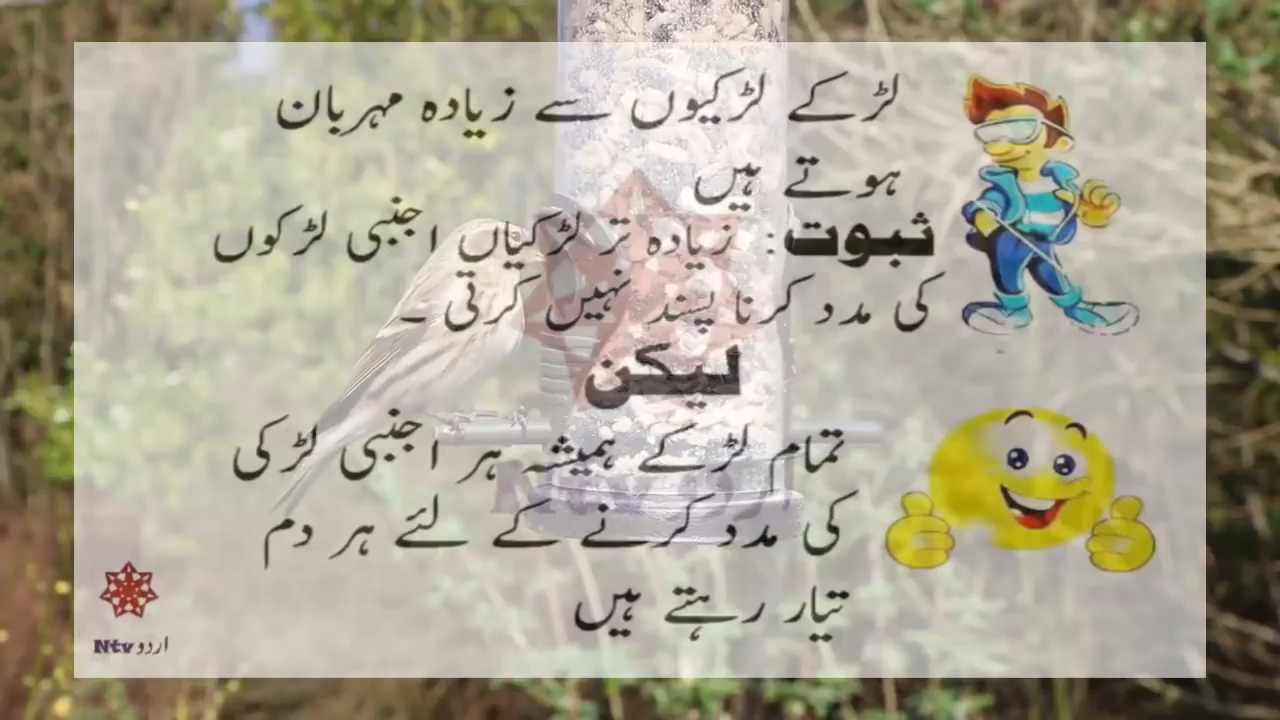 لڑکے لڑکیوں سے زیادہ مہربان
ہوتے ہیں
ثبوت: زیادہ تر لڑکیاں اجنبی لڑکوں
کی مدد کرنا پسند نہیں کرتی ۔
لیکن
تمام لڑکے ہمیشہ ہر اجنبی لڑکی
کی مدد کرنے کے لئے ہر دم
تیار رہتے ہیں
Ntv اردو
Ntv اردو